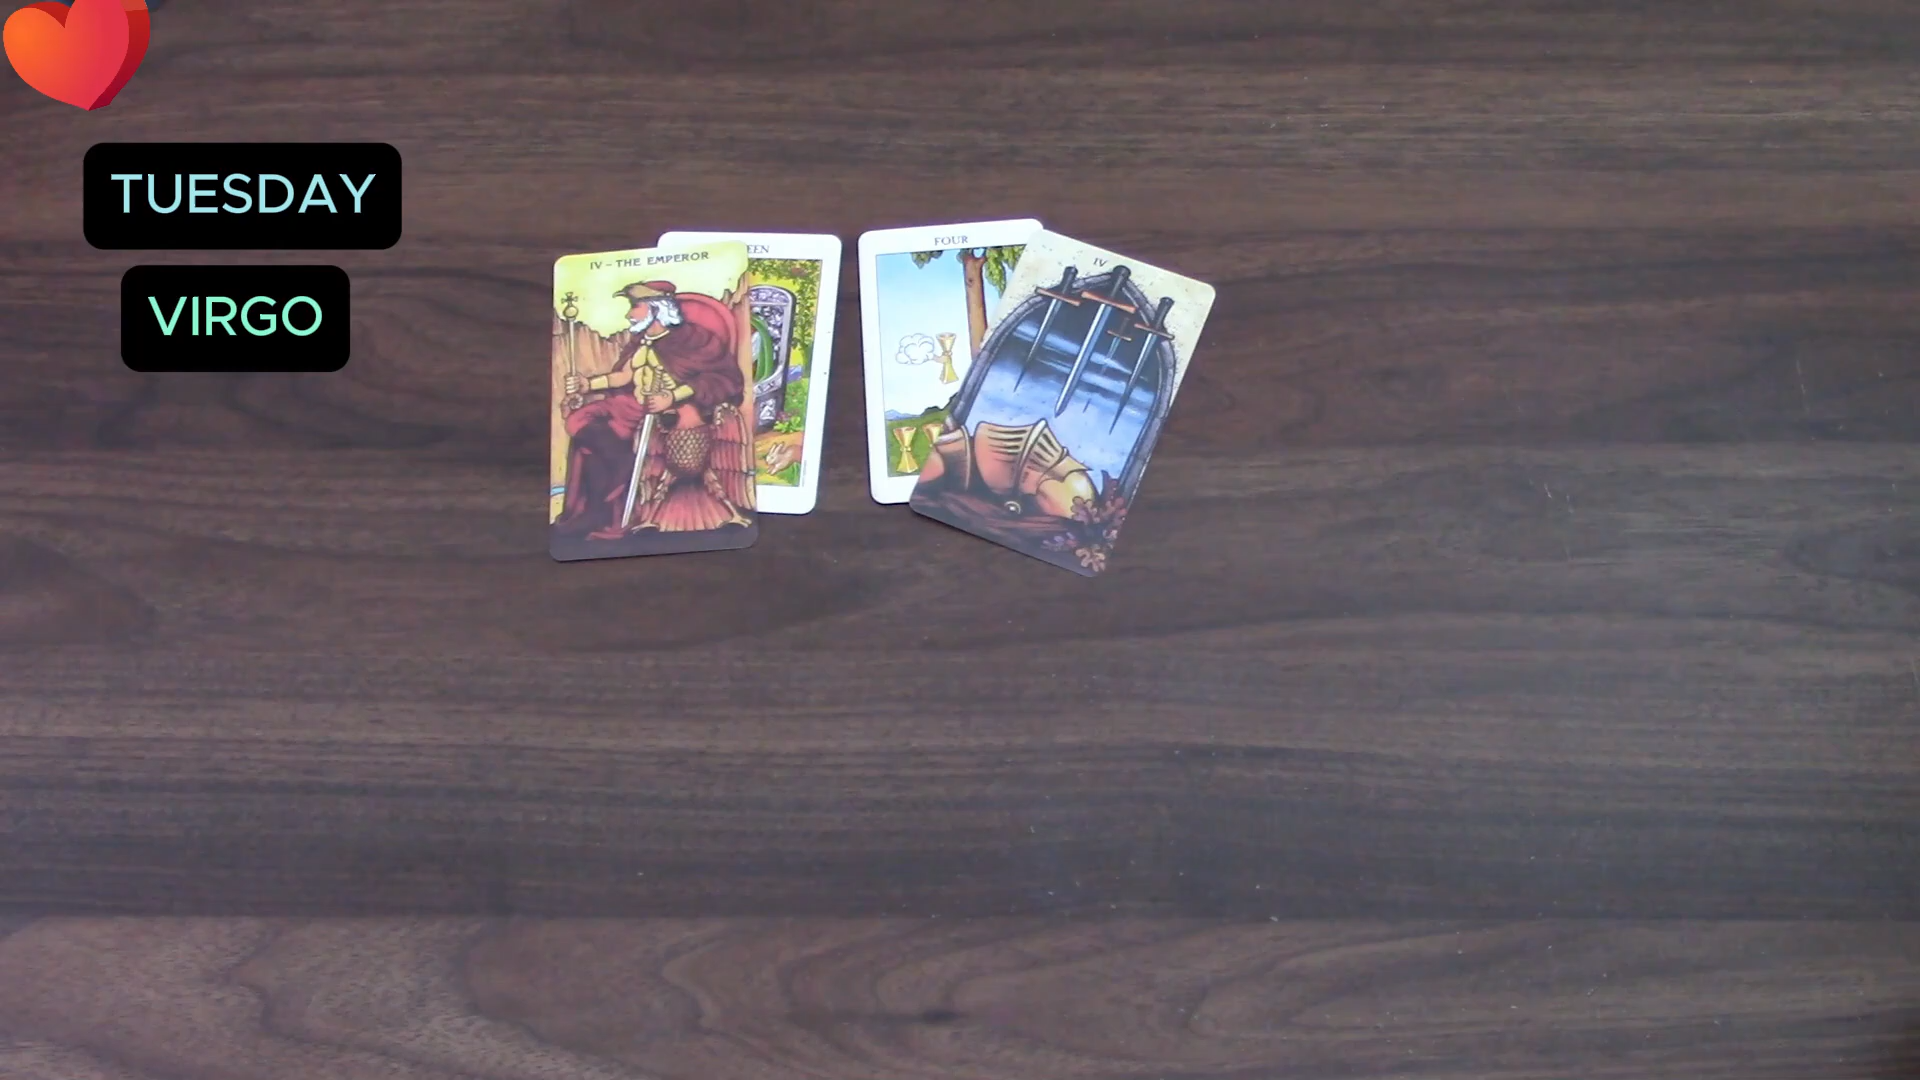 TUESDAY
VIRGO
IV – THE EMPEROR
FOUR
IV